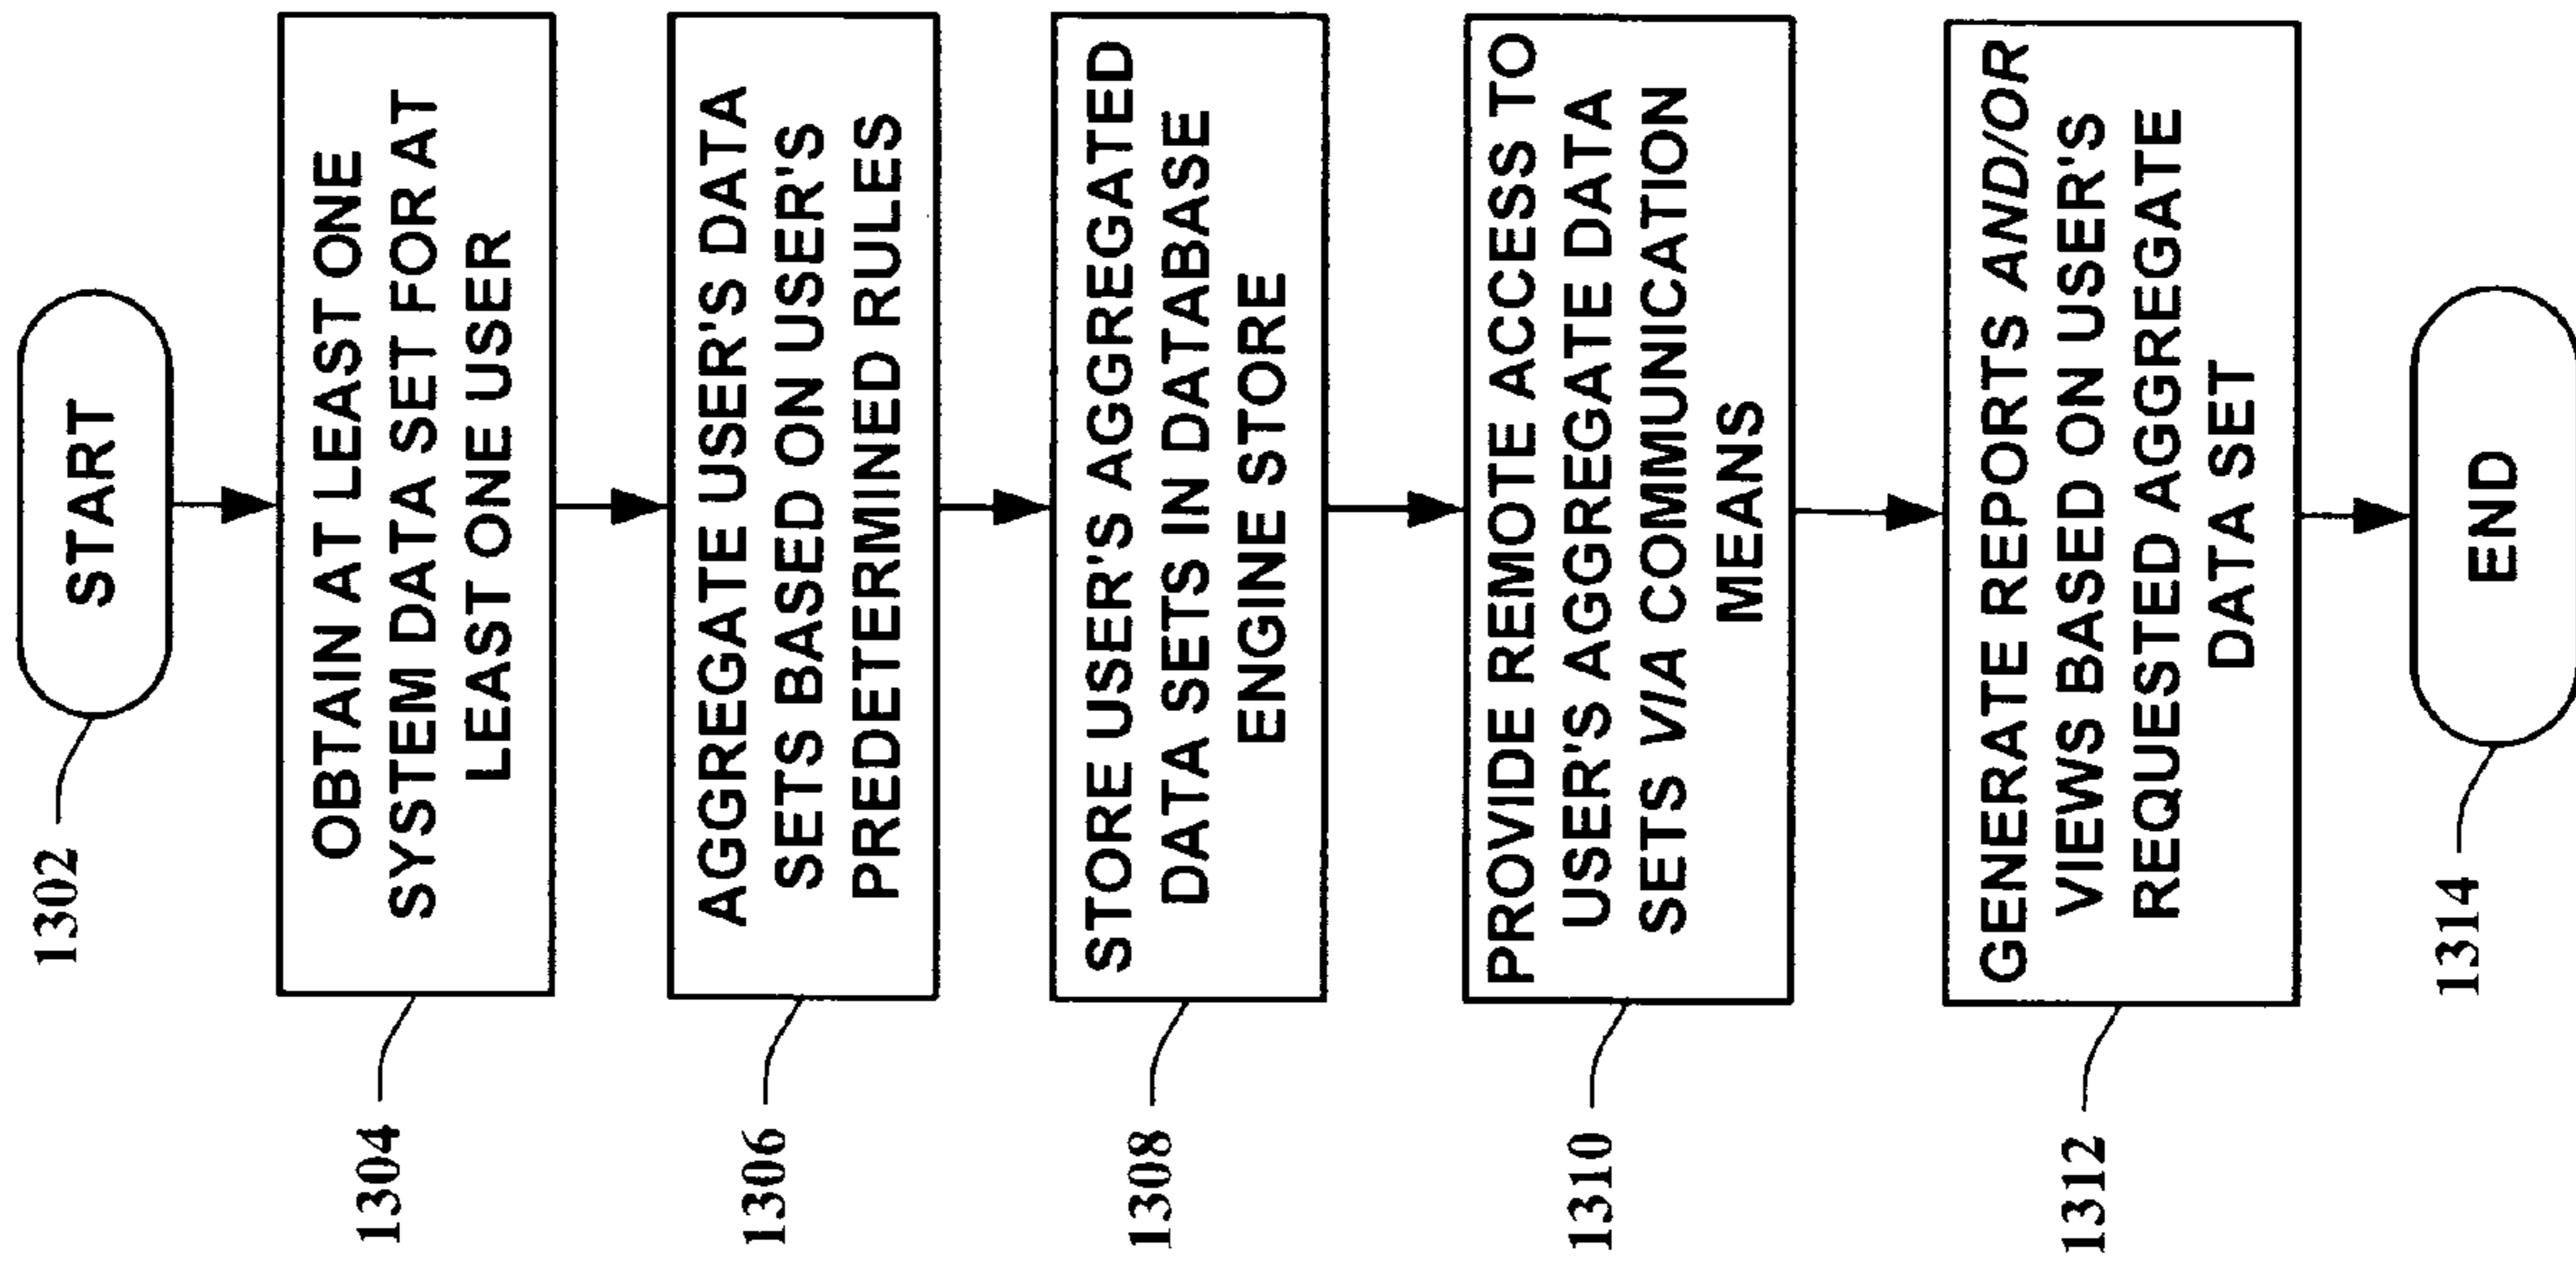 START
1302
OBTAIN AT LEAST ONE
SYSTEM DATA SET FOR AT
LEAST ONE USER
1304
AGGREGATE USER'S DATA
SETS BASED ON USER'S
PREDETERMINED RULES
1306
STORE USER'S AGGREGATED
DATA SETS IN DATABASE
ENGINE STORE
1308
PROVIDE REMOTE ACCESS TO
USER'S AGGREGATE DATA
SETS VIA COMMUNICATION
MEANS
1310
GENERATE REPORTS AND/OR
VIEWS BASED ON USER'S
REQUESTED AGGREGATE
DATA SET
1312
END
1314